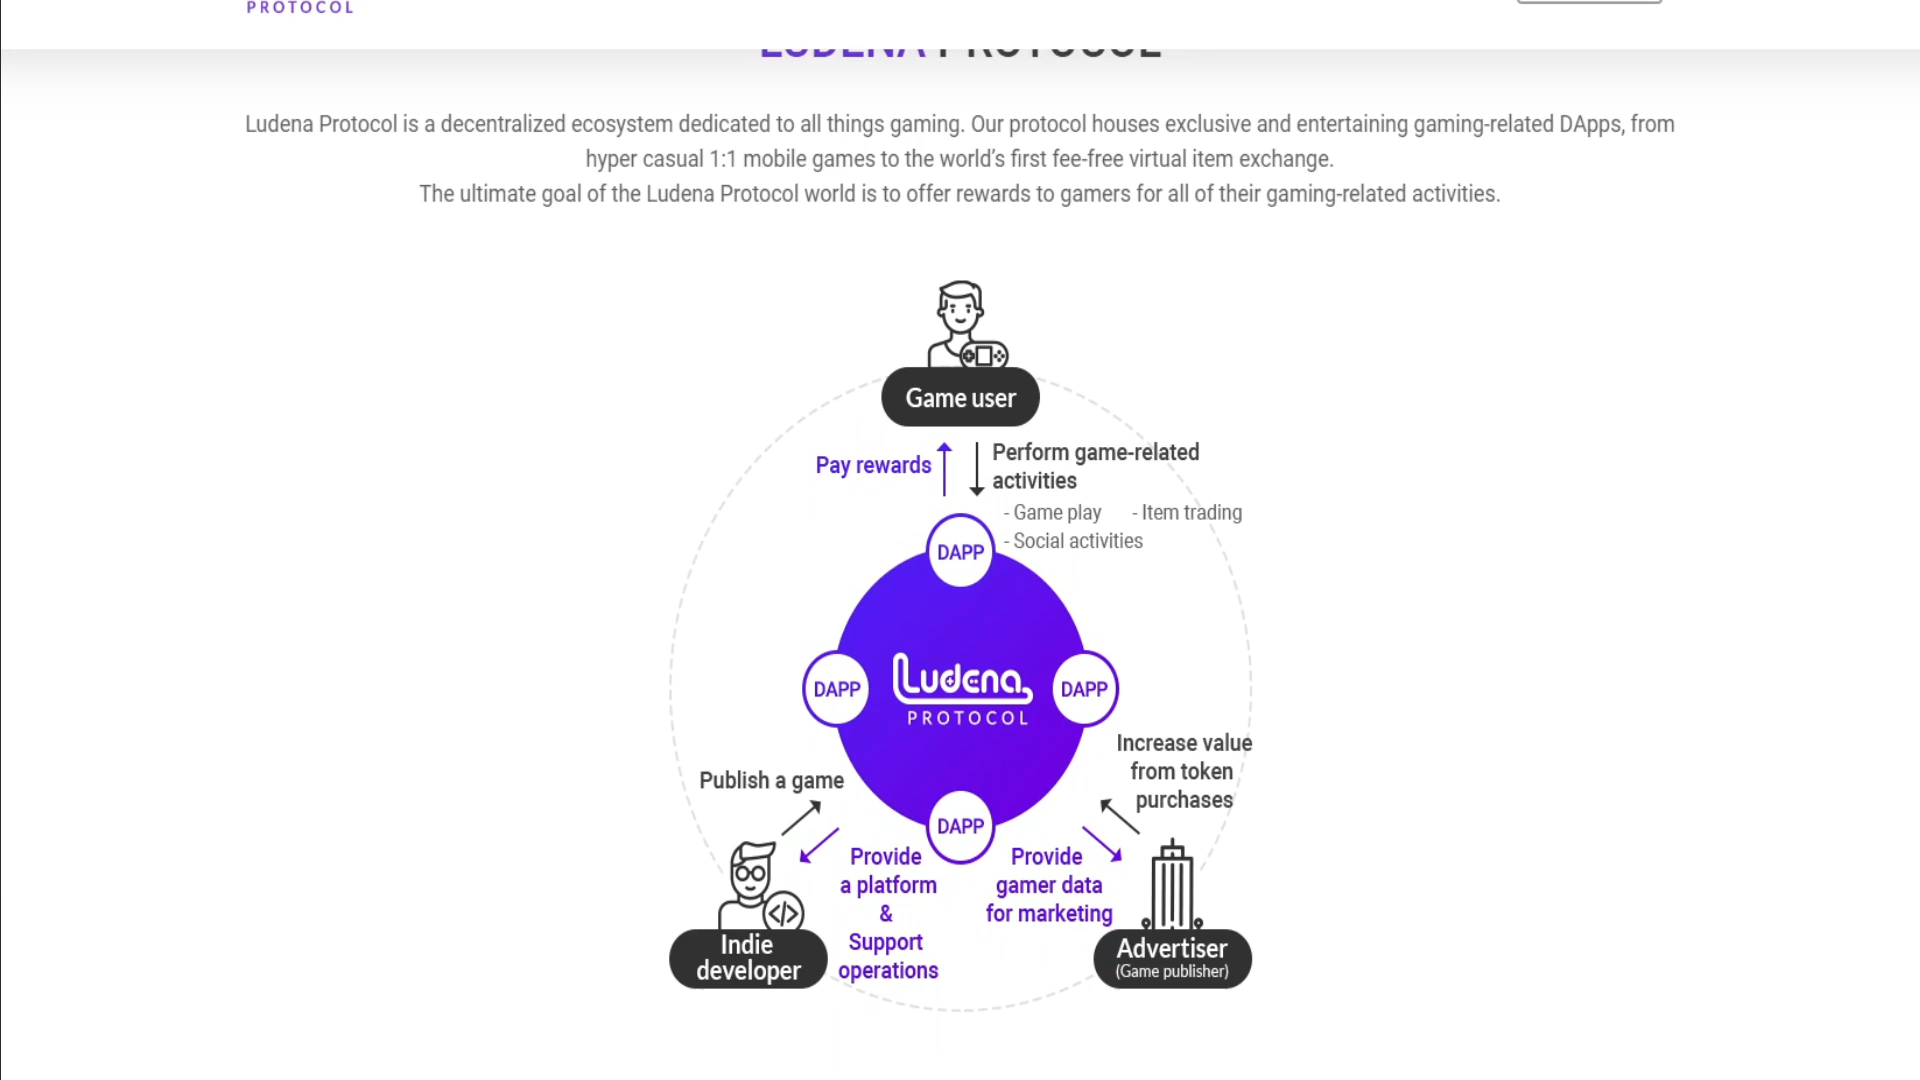 PROTOCOL
LUDENA PROTOCOL
Ludena Protocol is a decentralized ecosystem dedicated to all things gaming. Our protocol houses exclusive and entertaining gaming-related DApps, from
hyper casual 1:1 mobile games to the world’s first fee-free virtual item exchange.
The ultimate goal of the Ludena Protocol world is to offer rewards to gamers for all of their gaming-related activities.
Game user
Pay rewards
Perform game-related
activities
- Game play - Item trading
- Social activities
DAPP
DAPP
Ludena
PROTOCOL
DAPP
Increase value
from token
purchases
Publish a game
DAPP
Provide
a platform
&
Support
operations
Provide
gamer data
for marketing
Indie
developer
Advertiser
(Game publisher)